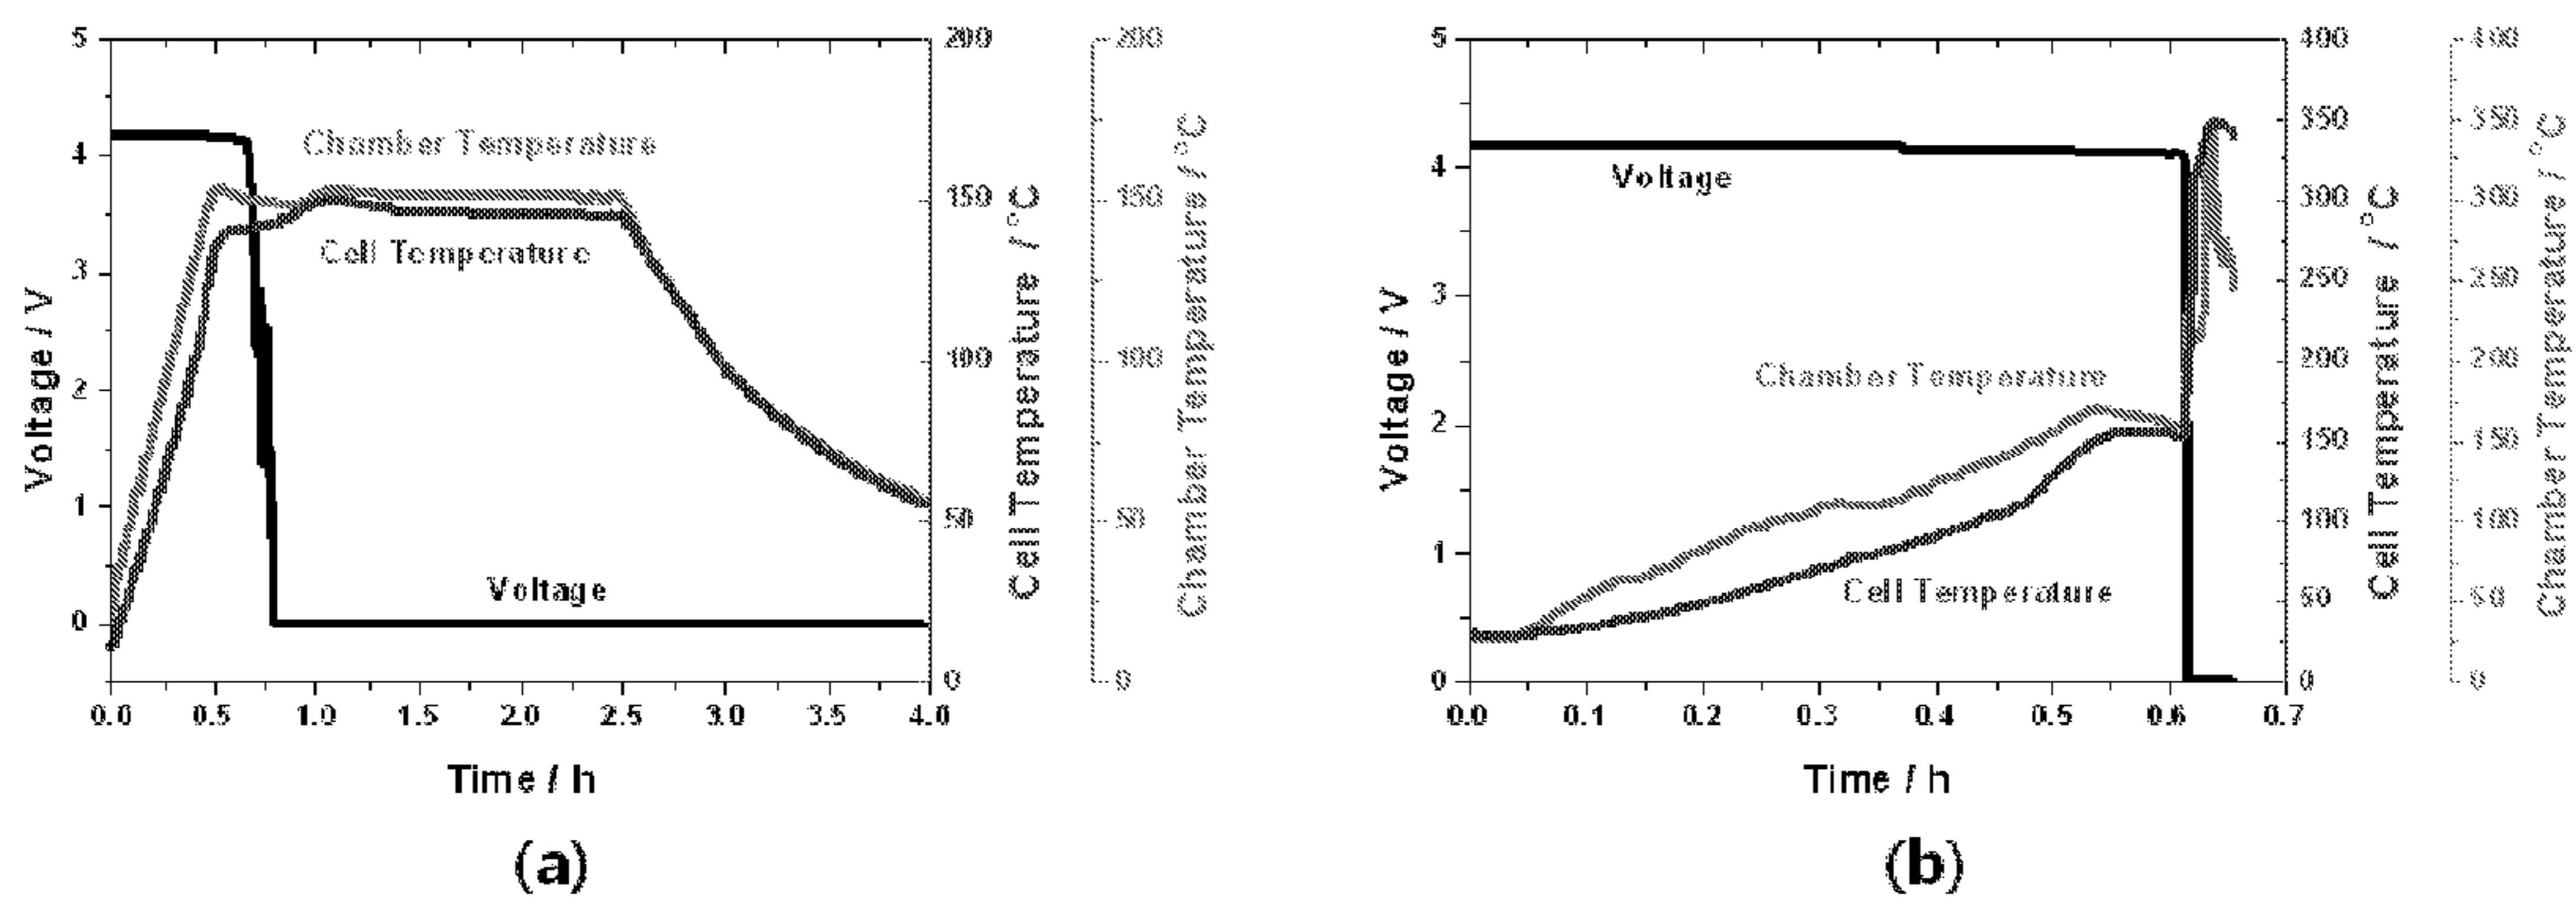 5
4
3
2
1
0
Voltage / V
200
150
100
50
0
Cell Temperature / °C
200
150
100
50
0
Chamber Temperature / °C
Chamber Temperature
Cell Temperature
Voltage
0.0 0.5 1.0 1.5 2.0 2.5 3.0 3.5 4.0
Time / h
(a)
5
4
3
2
1
0
Voltage / V
400
350
300
250
200
150
100
50
0
Cell Temperature / °C
400
350
300
250
200
150
100
50
0
Chamber Temperature / °C
Voltage
Chamber Temperature
Cell Temperature
0.0 0.1 0.2 0.3 0.4 0.5 0.6 0.7
Time / h
(b)